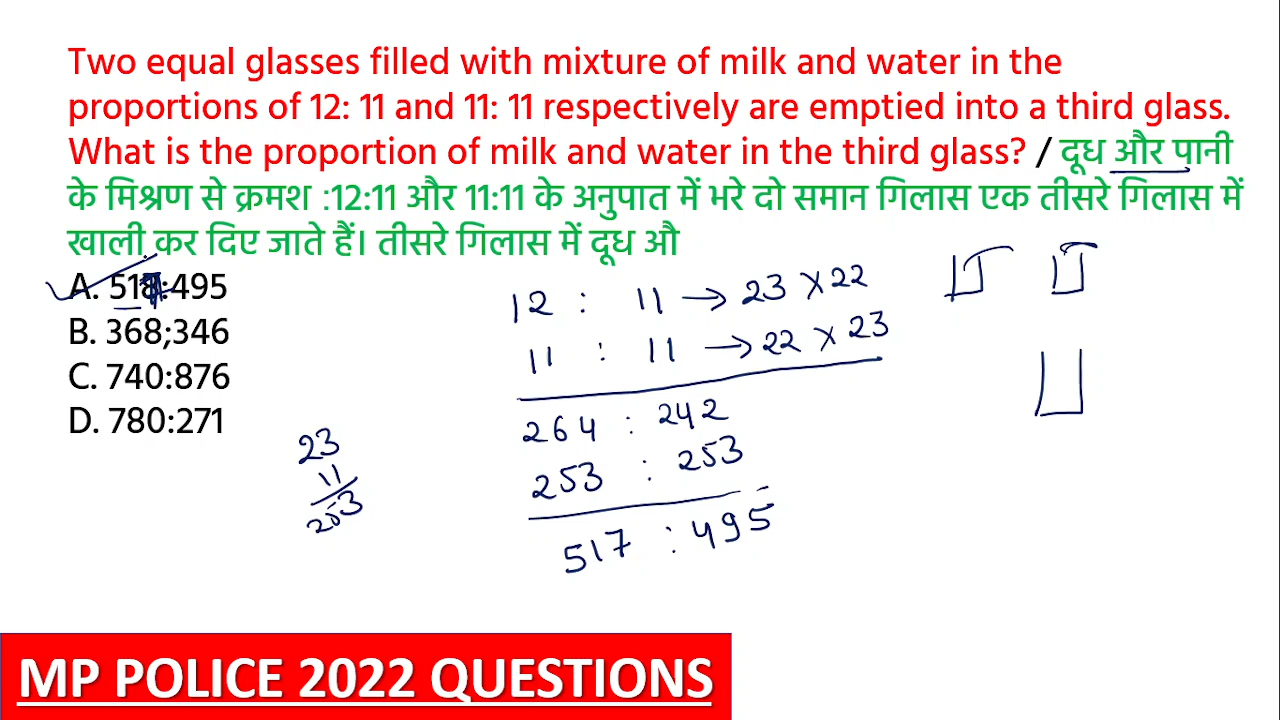 Two equal glasses filled with mixture of milk and water in the
proportions of 12: 11 and 11: 11 respectively are emptied into a third glass.
What is the proportion of milk and water in the third glass? / दूध और पानी
के मिश्रण से क्रमश :12:11 और 11:11 के अनुपात में भरे दो समान गिलास एक तीसरे गिलास में
खाली कर दिए जाते हैं। तीसरे गिलास में दूध औ
A. 517:495
B. 368;346
C. 740:876
D. 780:271
12 : 11 → 23 × 22
11 : 11 → 22 × 23
264 : 242
253 : 253
517 : 495
23
11
253
MP POLICE 2022 QUESTIONS